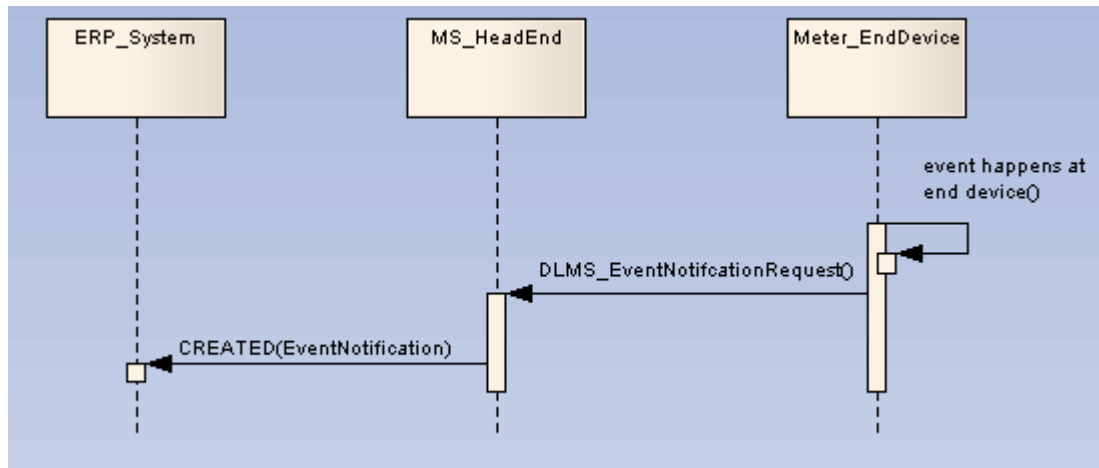 ERP_System
MS_HeadEnd
Meter_EndDevice
event happens at
end device()
DLMS_EventNotifcationRequest()
CREATED(EventNotification)